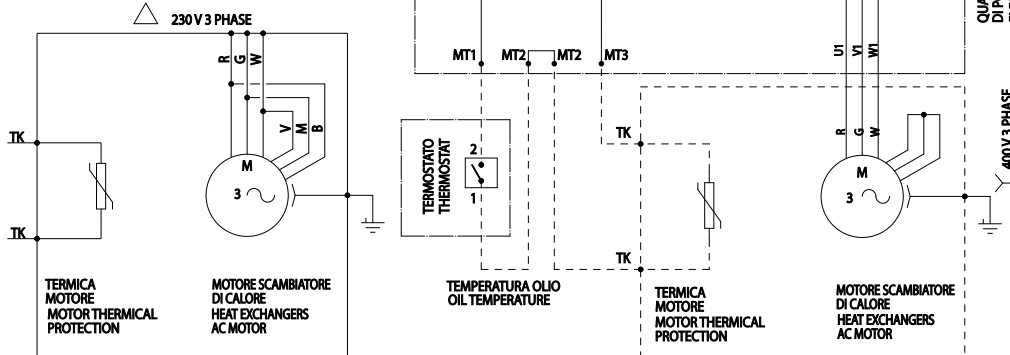 230 V 3 PHASE
R
G
W
V
M
B
TK
TK
M
3
TERMICA
MOTORE
MOTOR THERMICAL
PROTECTION
MOTORE SCAMBIATORE
DI CALORE
HEAT EXCHANGERS
AC MOTOR
MT1
MT2
MT2
MT3
TERMOSTATO
THERMOSTAT
2
1
TEMPERATURA OLIO
OIL TEMPERATURE
TK
TK
TERMICA
MOTORE
MOTOR THERMICAL
PROTECTION
U1
V1
W1
R
G
W
M
3
MOTORE SCAMBIATORE
DI CALORE
HEAT EXCHANGERS
AC MOTOR
400 V 3 PHASE